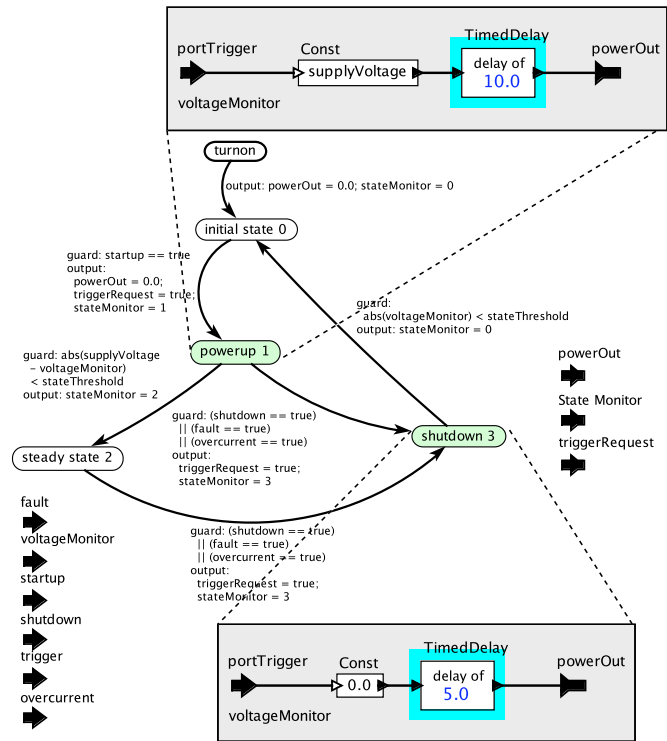 TimedDelay
portTrigger
Const
powerOut
supplyVoltage
delay of
10.0
voltageMonitor
turnon
output: powerOut = 0.0; stateMonitor = 0
initial state 0
guard: startup == true
output:
powerOut = 0.0;
triggerRequest = true;
stateMonitor = 1
guard:
abs(voltageMonitor) < stateThreshold
output: stateMonitor = 0
powerup 1
guard: abs(supplyVoltage
- voltageMonitor)
< stateThreshold
output: stateMonitor = 2
powerOut
State Monitor
triggerRequest
guard: (shutdown == true)
|| (fault == true)
|| (overcurrent == true)
output:
triggerRequest = true;
stateMonitor = 3
shutdown 3
steady state 2
fault
voltageMonitor
startup
shutdown
trigger
overcurrent
guard: (shutdown == true)
|| (fault == true)
|| (overcurrent == true)
output:
triggerRequest = true;
stateMonitor = 3
TimedDelay
portTrigger
Const
powerOut
0.0
delay of
5.0
voltageMonitor